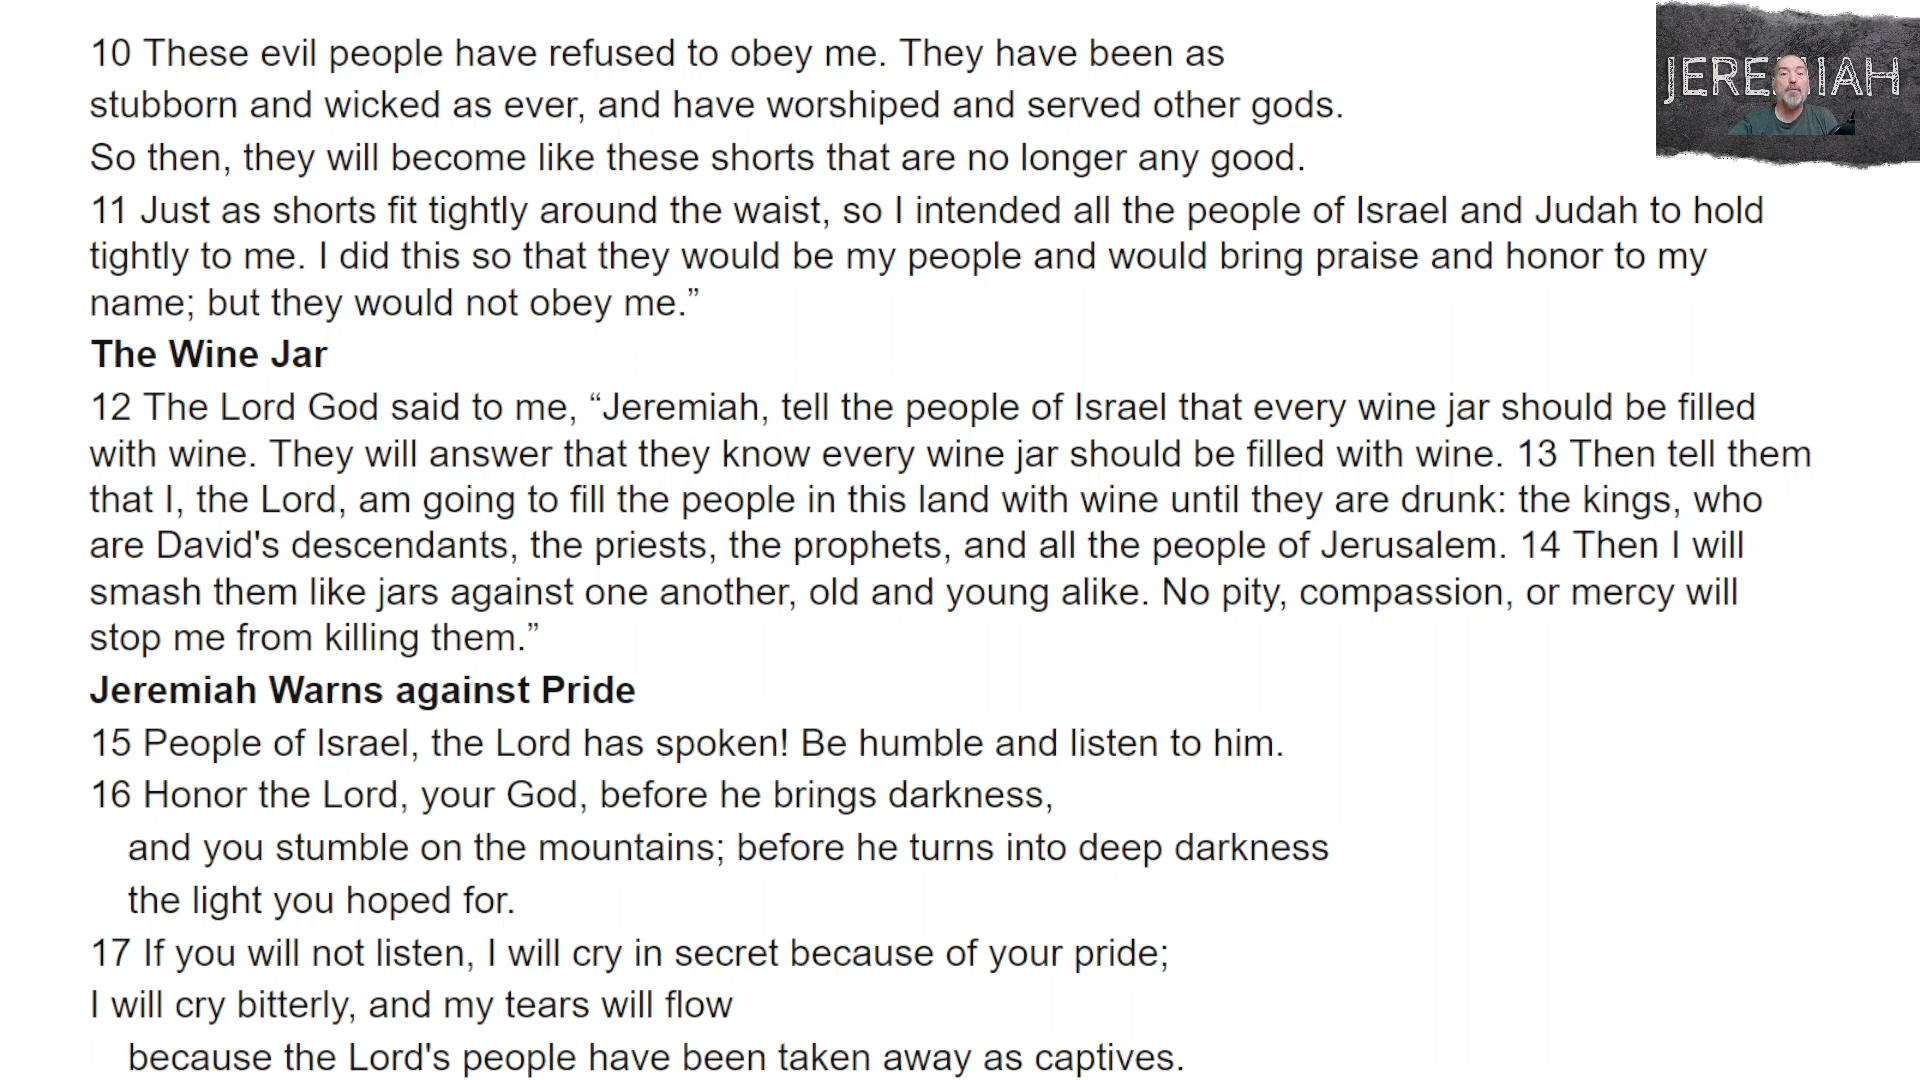 10 These evil people have refused to obey me. They have been as
stubborn and wicked as ever, and have worshiped and served other gods.
So then, they will become like these shorts that are no longer any good.
11 Just as shorts fit tightly around the waist, so I intended all the people of Israel and Judah to hold
tightly to me. I did this so that they would be my people and would bring praise and honor to my
name; but they would not obey me.”
The Wine Jar
12 The Lord God said to me, “Jeremiah, tell the people of Israel that every wine jar should be filled
with wine. They will answer that they know every wine jar should be filled with wine. 13 Then tell them
that I, the Lord, am going to fill the people in this land with wine until they are drunk: the kings, who
are David's descendants, the priests, the prophets, and all the people of Jerusalem. 14 Then I will
smash them like jars against one another, old and young alike. No pity, compassion, or mercy will
stop me from killing them.”
Jeremiah Warns against Pride
15 People of Israel, the Lord has spoken! Be humble and listen to him.
16 Honor the Lord, your God, before he brings darkness,
and you stumble on the mountains; before he turns into deep darkness
the light you hoped for.
17 If you will not listen, I will cry in secret because of your pride;
I will cry bitterly, and my tears will flow
because the Lord's people have been taken away as captives.
JEREMIAH